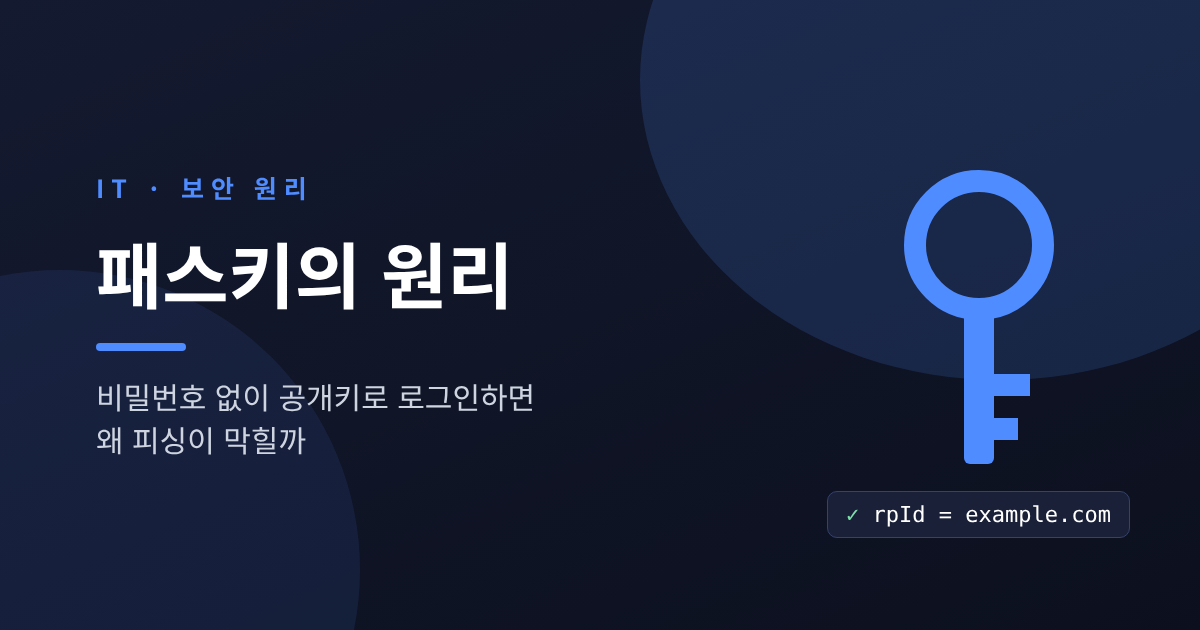 IT · 보안 원리
패스키의 원리
비밀번호 없이 공개키로 로그인하면
왜 피싱이 막힐까
✓ rpId = example.com